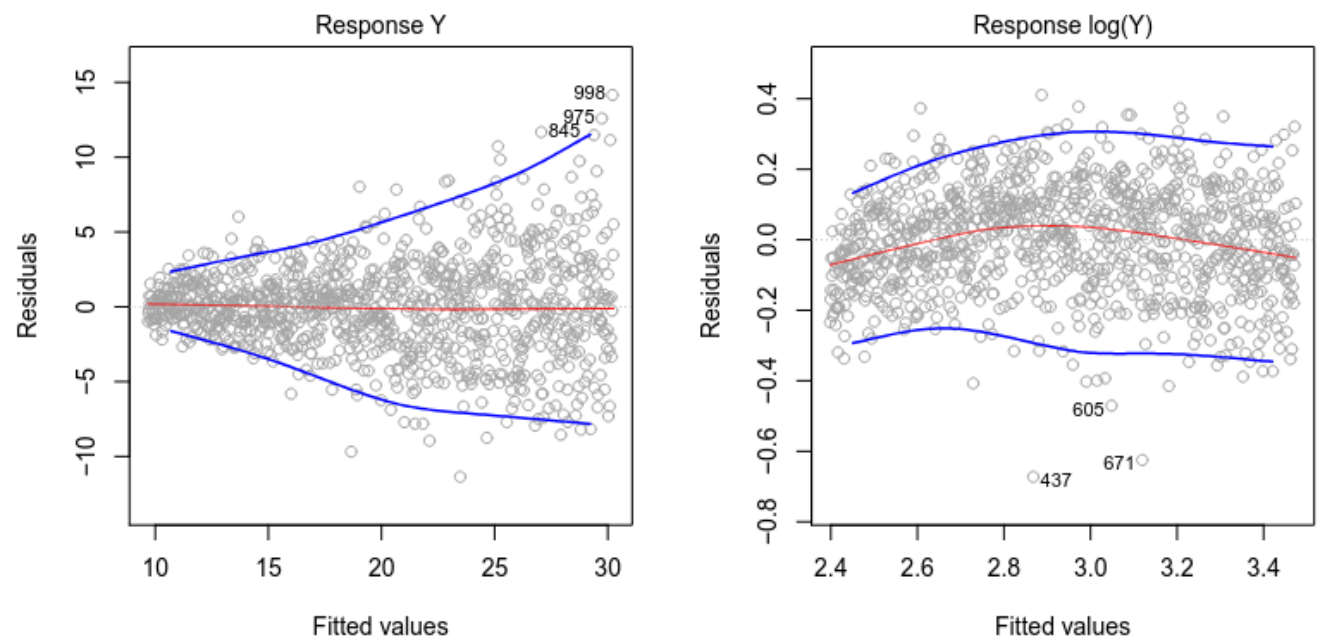 Response Y
Residuals
15
10
5
0
−5
−10
998
975
845
10 15 20 25 30
Fitted values
Response log(Y)
Residuals
0.4
0.2
0.0
−0.2
−0.4
−0.6
−0.8
605
671
437
2.4 2.6 2.8 3.0 3.2 3.4
Fitted values